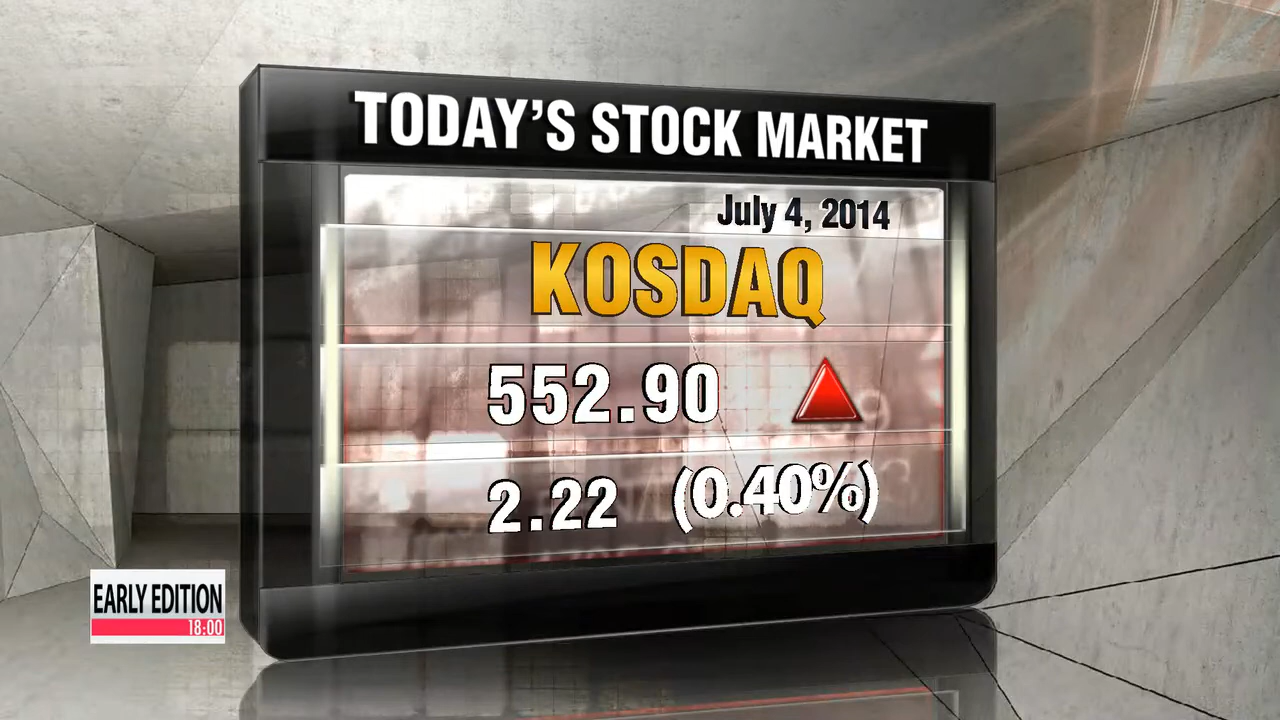 TODAY'S STOCK MARKET
July 4, 2014
KOSDAQ
552.90
2.22 (0.40%)
EARLY EDITION
18:00